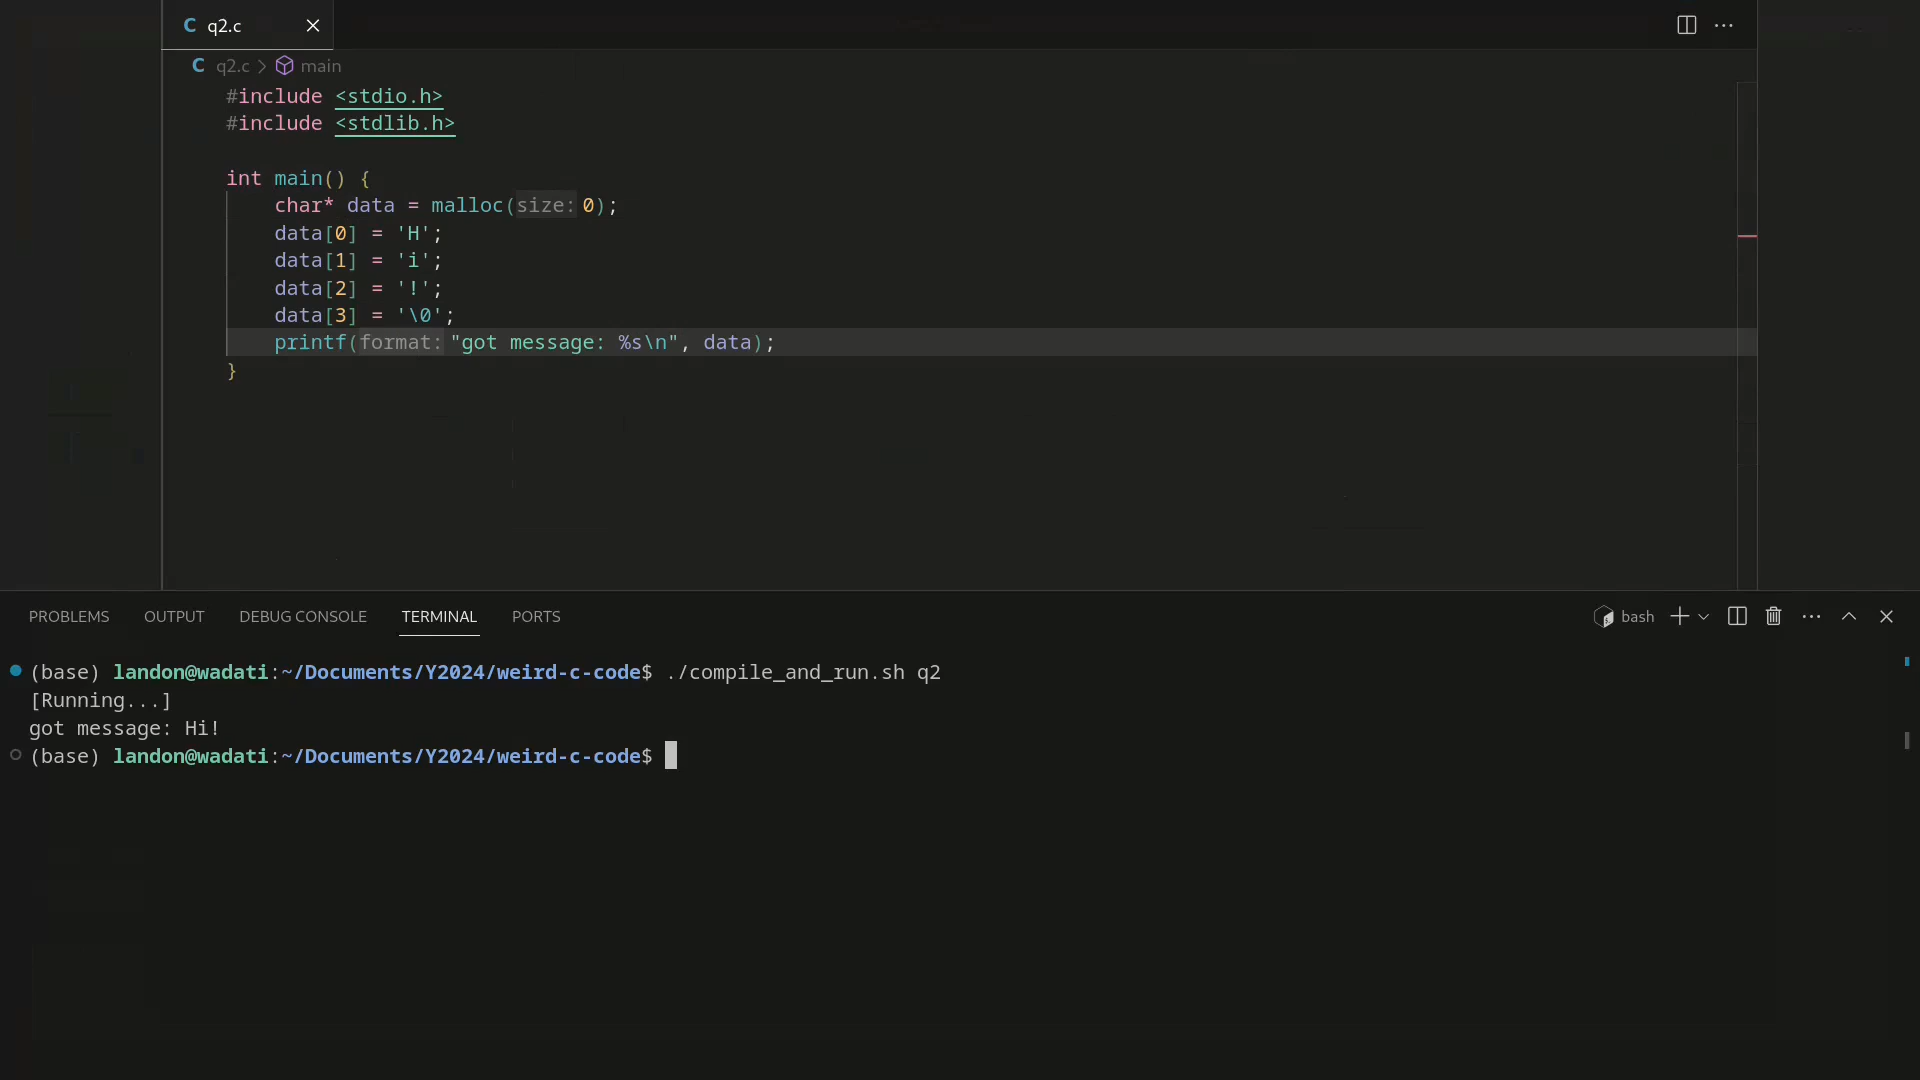 C q2.c
C q2.c > main
#include <stdio.h>
#include <stdlib.h>
int main() {
    char* data = malloc(size: 0);
    data[0] = 'H';
    data[1] = 'i';
    data[2] = '!';
    data[3] = '\0';
    printf(format: "got message: %s\n", data);
}
PROBLEMS OUTPUT DEBUG CONSOLE TERMINAL PORTS bash
(base) landon@wadati:~/Documents/Y2024/weird-c-code$ ./compile_and_run.sh q2
[Running...]
got message: Hi!
(base) landon@wadati:~/Documents/Y2024/weird-c-code$